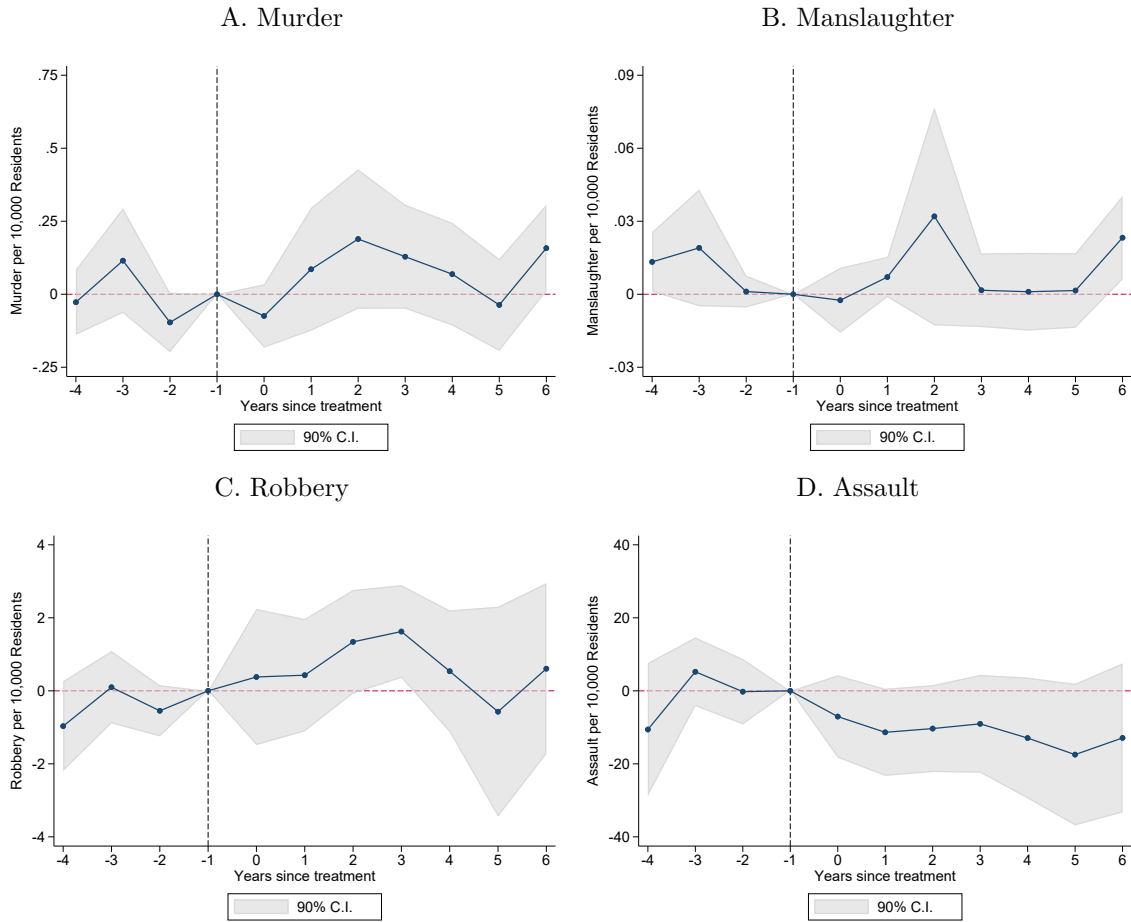 A. Murder
.75
.5
.25
0
-.25
Murder per 10,000 Residents
-4 -3 -2 -1 0 1 2 3 4 5 6
Years since treatment
90% C.I.
B. Manslaughter
.09
.06
.03
0
-.03
Manslaughter per 10,000 Residents
-4 -3 -2 -1 0 1 2 3 4 5 6
Years since treatment
90% C.I.
C. Robbery
4
2
0
-2
-4
Robbery per 10,000 Residents
-4 -3 -2 -1 0 1 2 3 4 5 6
Years since treatment
90% C.I.
D. Assault
40
20
0
-20
-40
Assault per 10,000 Residents
-4 -3 -2 -1 0 1 2 3 4 5 6
Years since treatment
90% C.I.